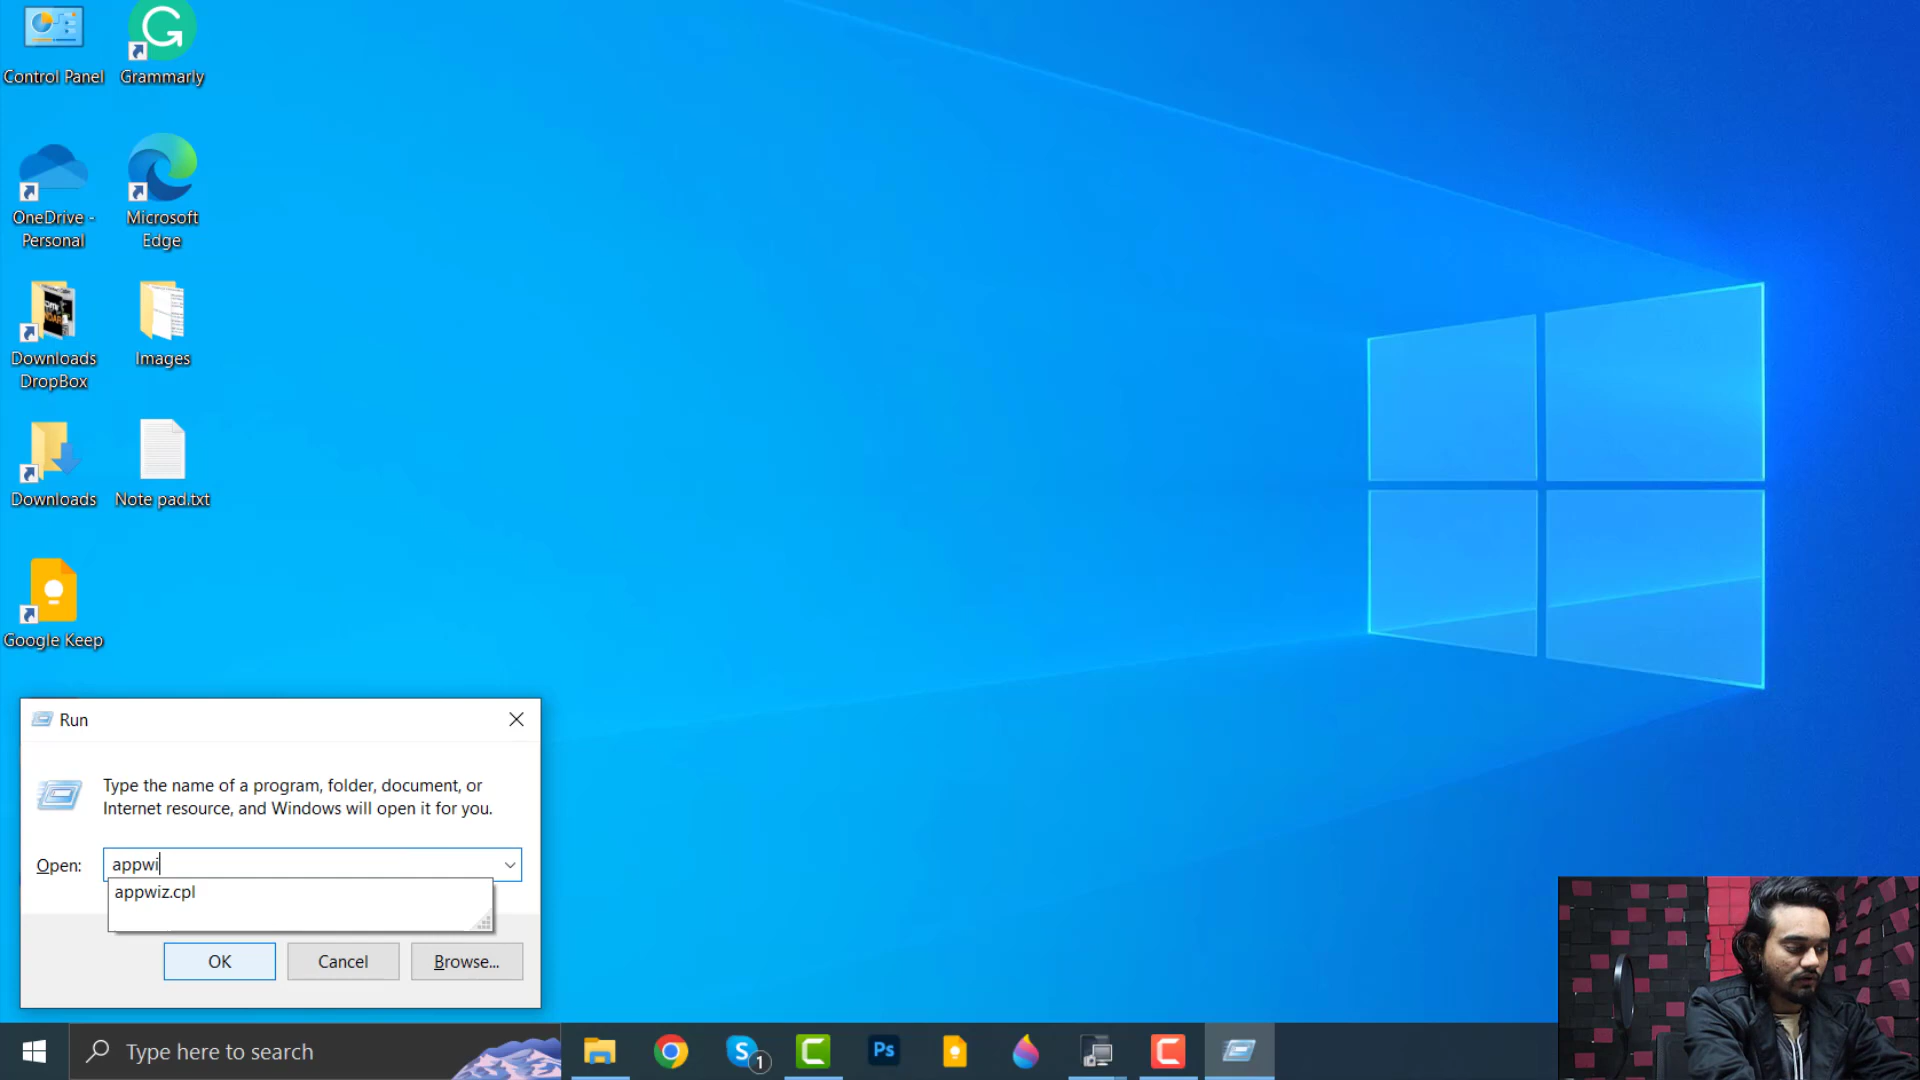 Control Panel
Grammarly
OneDrive -
Personal
Microsoft
Edge
Downloads
DropBox
Images
Downloads
Note pad.txt
Google Keep
Run
Type the name of a program, folder, document, or
Internet resource, and Windows will open it for you.
Open:
appwi
appwiz.cpl
OK
Cancel
Browse...
Type here to search
S
1
Ps